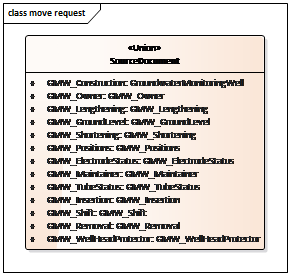 class move request
«Union»
SourceDocument
+ GMW_Construction: GroundwaterMonitoringWell
+ GMW_Owner: GMW_Owner
+ GMW_Lengthening: GMW_Lengthening
+ GMW_GroundLevel: GMW_GroundLevel
+ GMW_Shortening: GMW_Shortening
+ GMW_Positions: GMW_Positions
+ GMW_ElectrodeStatus: GMW_ElectrodeStatus
+ GMW_Maintainer: GMW_Maintainer
+ GMW_TubeStatus: GMW_TubeStatus
+ GMW_Insertion: GMW_Insertion
+ GMW_Shift: GMW_Shift
+ GMW_Removal: GMW_Removal
+ GMW_WellHeadProtector: GMW_WellHeadProtector